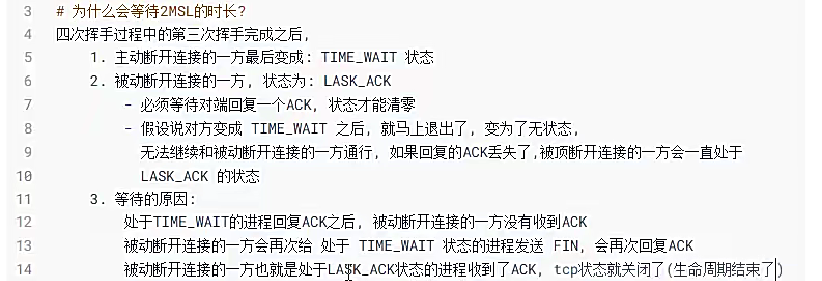 3 # 为什么会等待2MSL的时长?
4 四次挥手过程中的第三次挥手完成之后,
5 1. 主动断开连接的一方最后变成: TIME_WAIT 状态
6 2. 被动断开连接的一方, 状态为: LASK_ACK
7 - 必须等待对端回复一个ACK, 状态才能清零
8 - 假设说对方变成 TIME_WAIT 之后, 就马上退出了, 变为了无状态,
9 无法继续和被动断开连接的一方通行, 如果回复的ACK丢失了,被顶断开连接的一方会一直处于
10 LASK_ACK 的状态
11 3. 等待的原因:
12 处于TIME_WAIT的进程回复ACK之后, 被动断开连接的一方没有收到ACK
13 被动断开连接的一方会再次给 处于 TIME_WAIT 状态的进程发送 FIN, 会再次回复ACK
14 被动断开连接的一方也就是处于LASK_ACK状态的进程收到了ACK, tcp状态就关闭了(生命周期结束了)